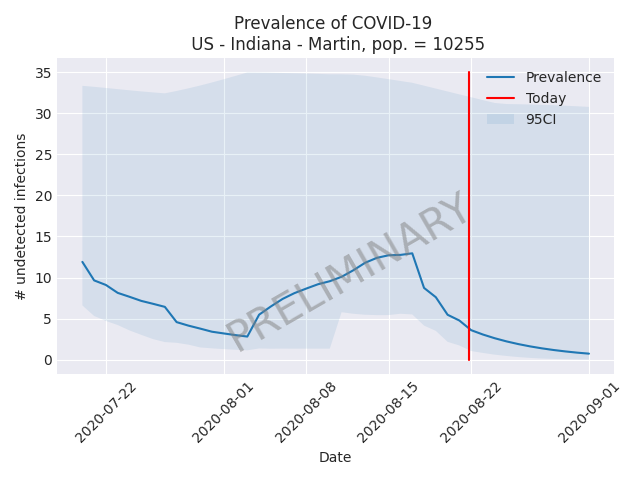 Prevalence of COVID-19
US - Indiana - Martin, pop. = 10255
# undetected infections
35
30
25
20
15
10
5
0
Prevalence
Today
95CI
PRELIMINARY
2020-07-22
2020-08-01
2020-08-08
2020-08-15
2020-08-22
2020-09-01
Date